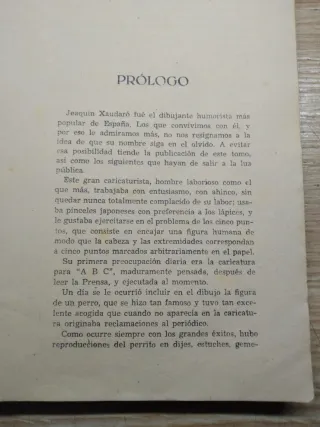 PRÓLOGO
Joaquín Xaudaró fué el dibujante humorista más
popular de España. Los que convivimos con él, y
por eso le admiramos más, no nos resignamos a la
idea de que su nombre siga en el olvido. A evitar
esa posibilidad tiende la publicación de este tomo,
así como los siguientes que hayan de salir a la luz
pública.
Este gran caricaturista, hombre laborioso como el
que más, trabajaba con entusiasmo, con ahinco, sin
quedar nunca totalmente complacido de su labor; usa-
ba pinceles japoneses con preferencia a los lápices, y
le gustaba ejercitarse en el problema de los cinco pun-
tos, que consiste en encajar una figura humana de
modo que la cabeza y las extremidades correspondan
a cinco puntos marcados arbitrariamente en el papel.
Su primera preocupación diaria era la caricatura
para "A B C", maduramente pensada, después de
leer la Prensa, y ejecutada al momento.
Un día se le ocurrió incluir en el dibujo la figura
de un perro, que se hizo tan famoso y tuvo tan ex-
celente acogida que cuando no aparecía en la carica-
tura originaba reclamaciones al periódico.
Como ocurre siempre con los grandes éxitos, hubo
reproducciones del perrito en dijes, estuches, geme-